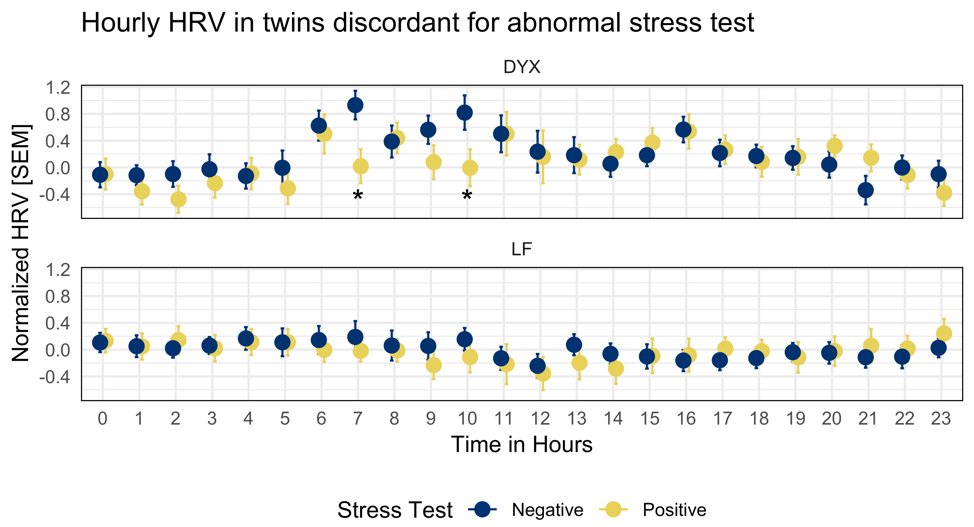 Hourly HRV in twins discordant for abnormal stress test
DYX
Normalized HRV [SEM]
1.2
0.8
0.4
0.0
-0.4
* *
LF
1.2
0.8
0.4
0.0
-0.4
0 1 2 3 4 5 6 7 8 9 10 11 12 13 14 15 16 17 18 19 20 21 22 23
Time in Hours
Stress Test Negative Positive